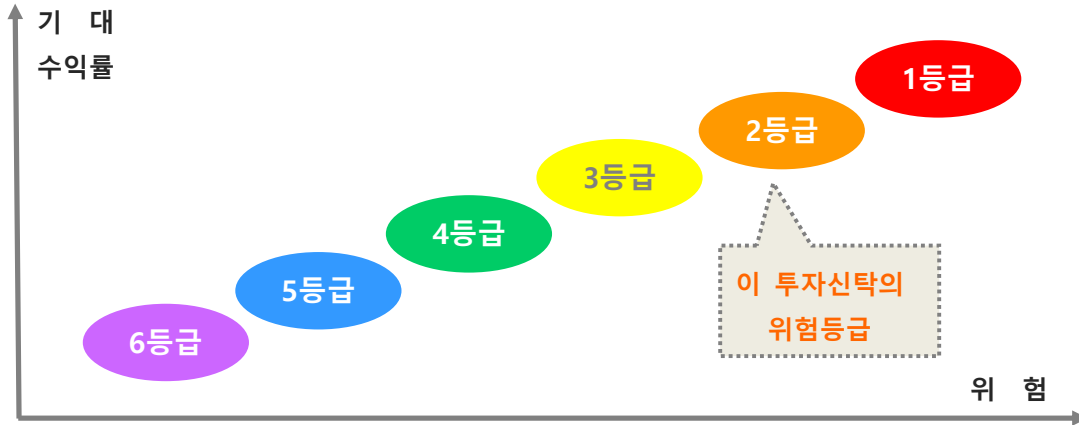 기 대
수익률
1등급
2등급
3등급
4등급
5등급
6등급
이 투자신탁의
위험등급
위 험